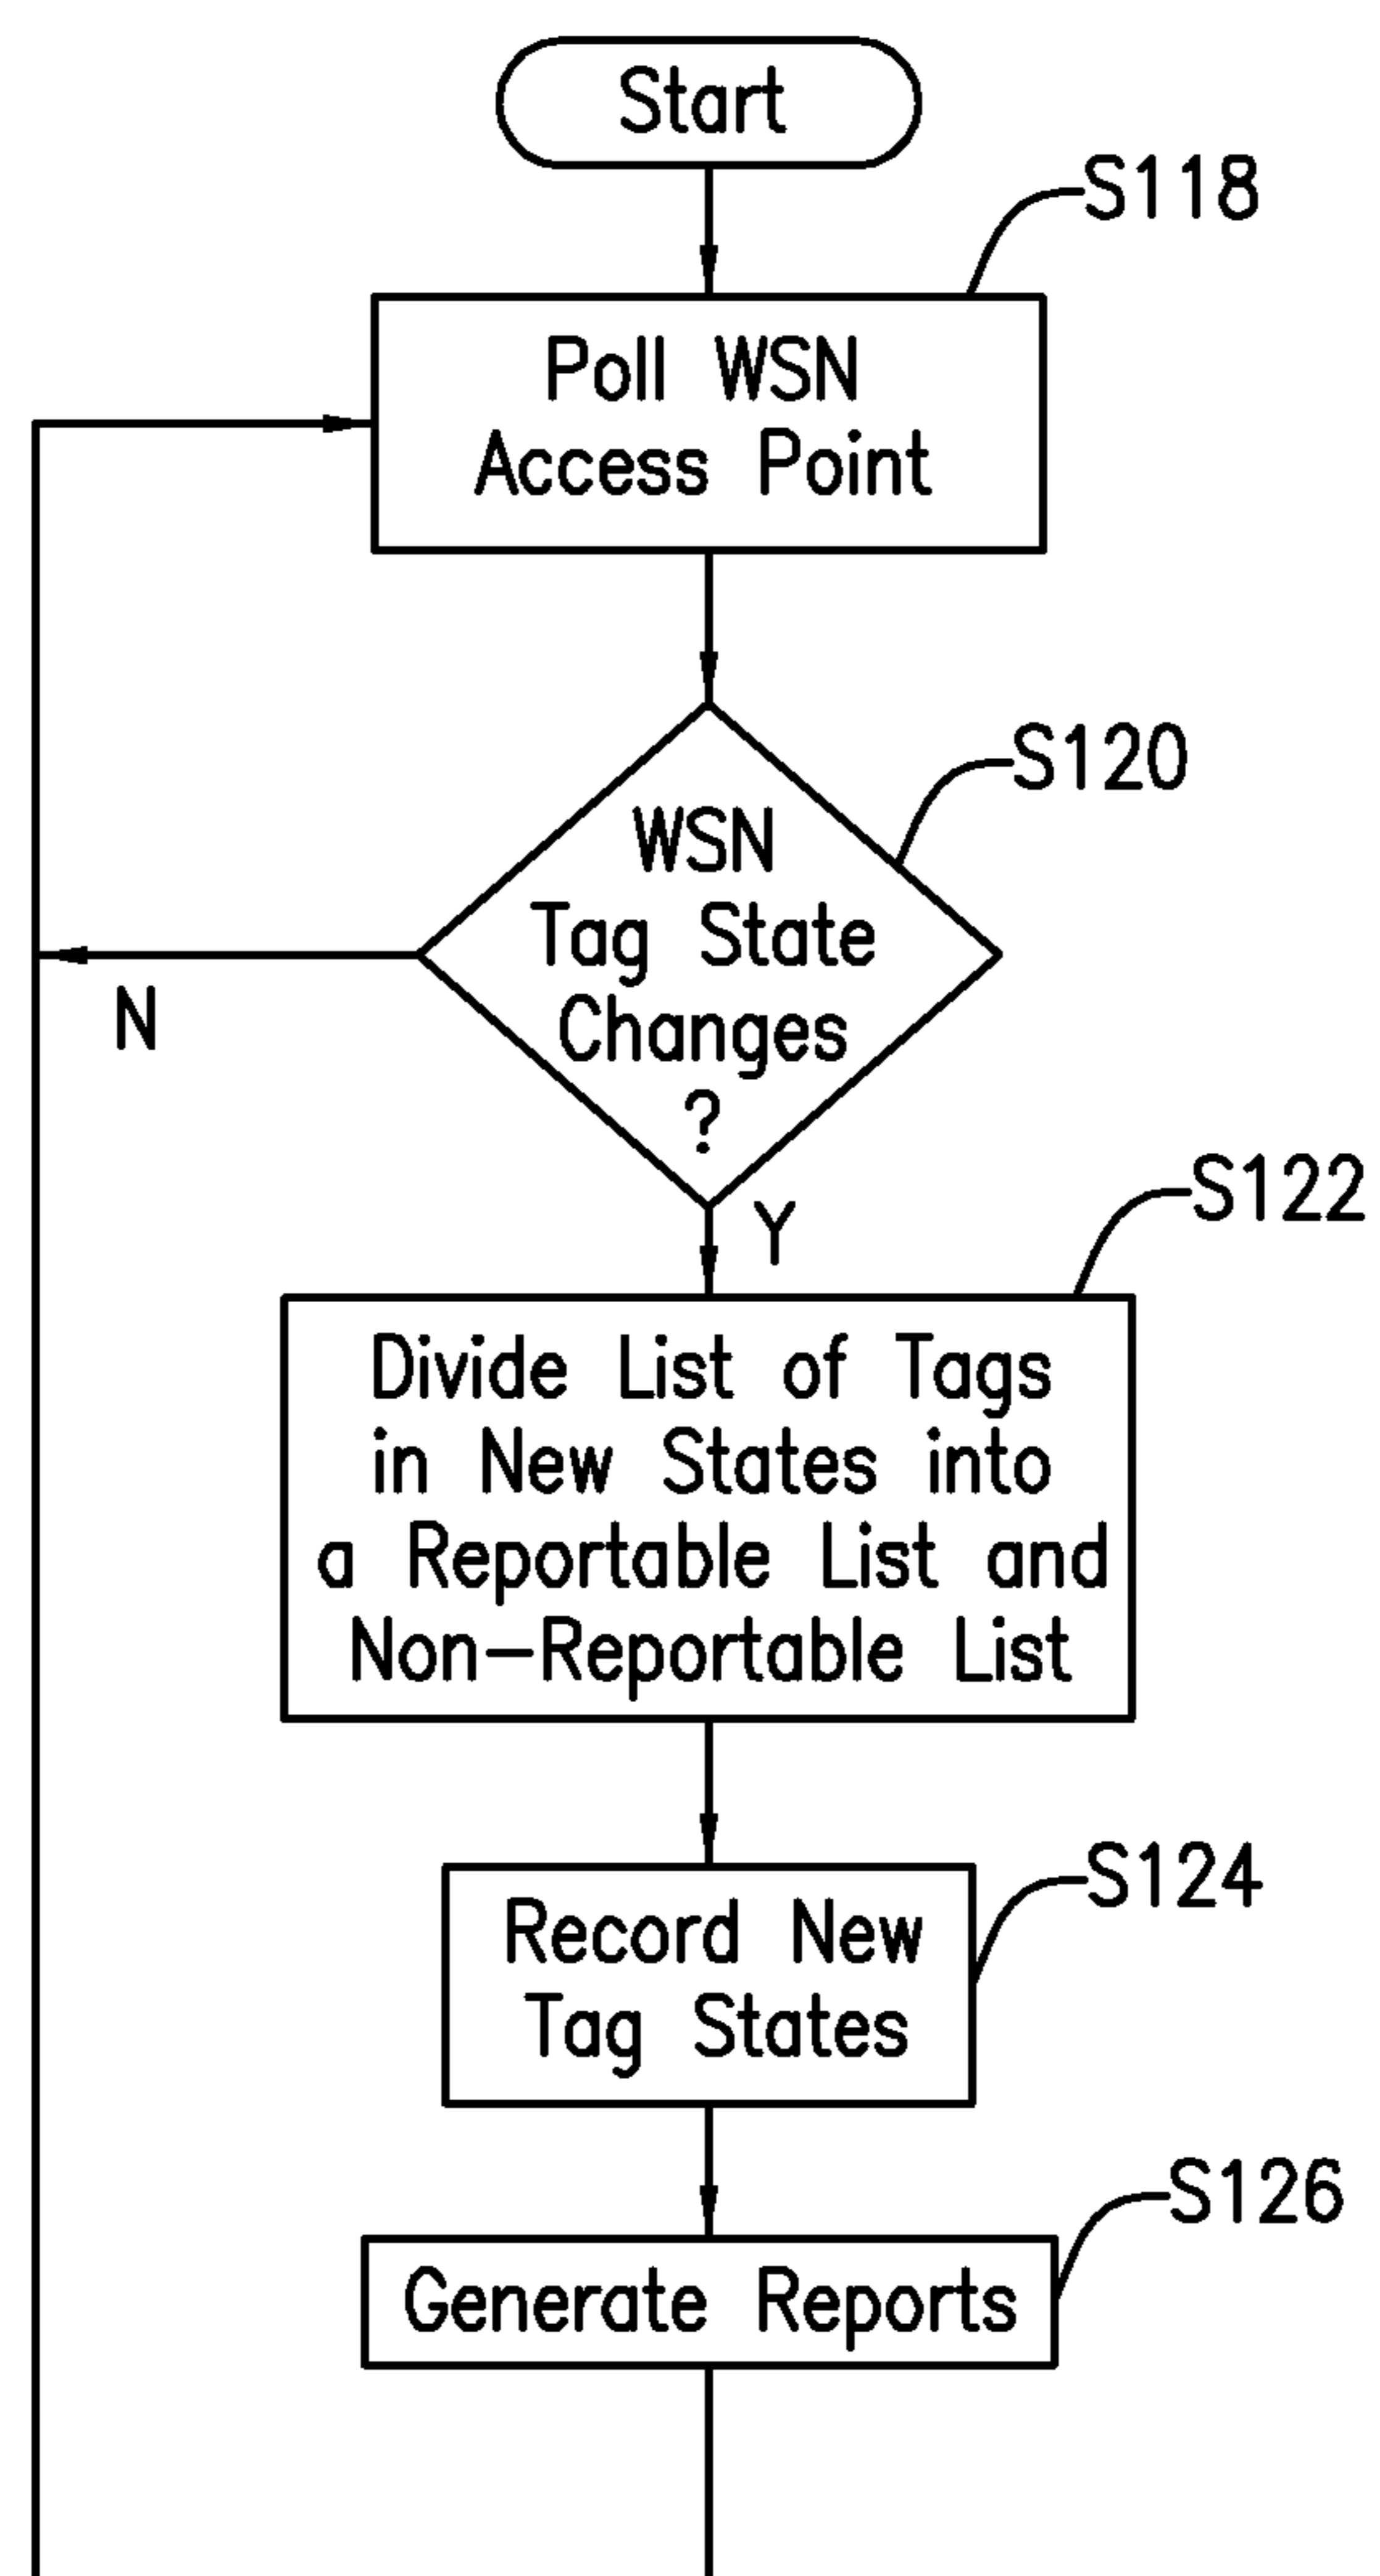 Start
S118
Poll WSN
Access Point
S120
WSN
Tag State
Changes
?
N
Y
S122
Divide List of Tags
in New States into
a Reportable List and
Non-Reportable List
S124
Record New
Tag States
S126
Generate Reports